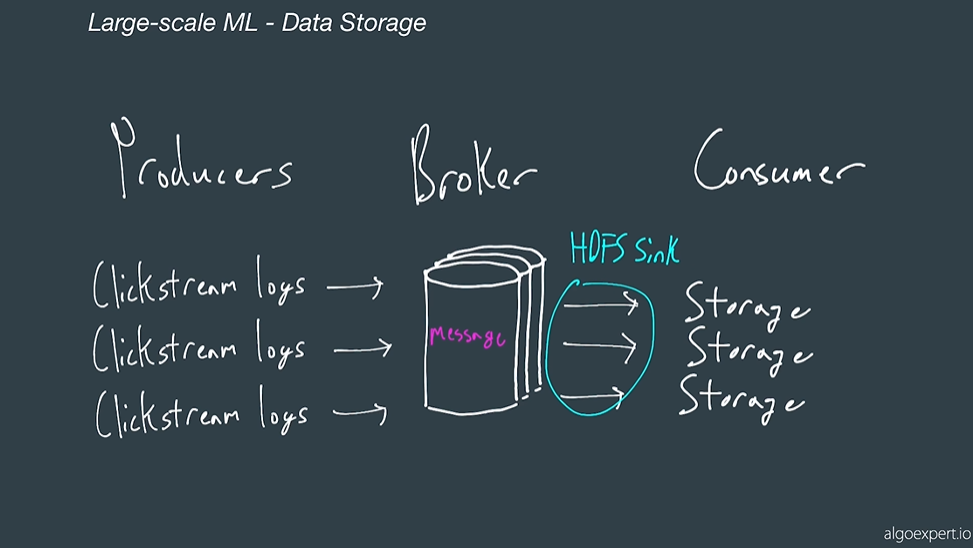 Large-scale ML - Data Storage
Producers Broker Consumer
HDFS Sink
Clickstream logs Storage
Message
Clickstream logs Storage
Clickstream logs Storage
algoexpert.io